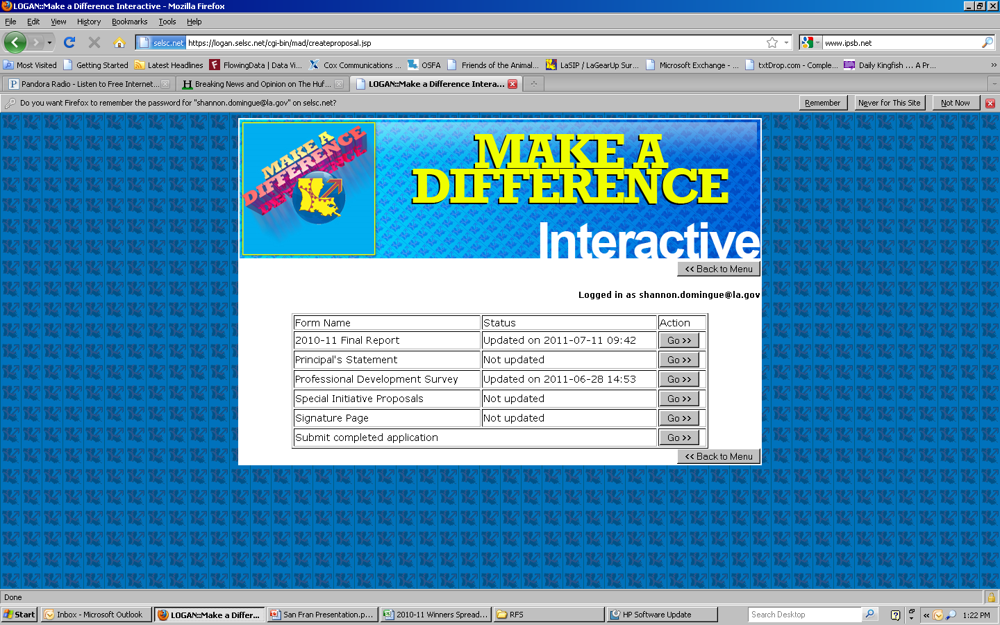 LOGAN::Make a Difference Interactive - Mozilla Firefox
File Edit View History Bookmarks Tools Help
selsc.net https://logan.selsc.net/cgi-bin/mad/createproposal.jsp www.ipsb.net
Most Visited Getting Started Latest Headlines FlowingData | Data Vi... Cox Communications ... OSFA Friends of the Animal... LaSIP / LaGearUp Sur... Microsoft Exchange - ... txtDrop.com - Comple... Daily Kingfish ... A Pr... »
Pandora Radio - Listen to Free Internet... Breaking News and Opinion on The Huf... LOGAN::Make a Difference Intera...
Do you want Firefox to remember the password for "shannon.domingue@la.gov" on selsc.net? Remember Never for This Site Not Now
MAKE A
DIFFERENCE
MAKE A
DIFFERENCE
Interactive
<< Back to Menu
Logged in as shannon.domingue@la.gov
Form Name Status Action
2010-11 Final Report Updated on 2011-07-11 09:42 Go >>
Principal's Statement Not updated Go >>
Professional Development Survey Updated on 2011-06-28 14:53 Go >>
Special Initiative Proposals Not updated Go >>
Signature Page Not updated Go >>
Submit completed application Go >>
<< Back to Menu
Done
Start Inbox - Microsoft Outlook LOGAN::Make a Differ... San Fran Presentation.p... 2010-11 Winners Spread... RFS HP Software Update Search Desktop « 1:22 PM